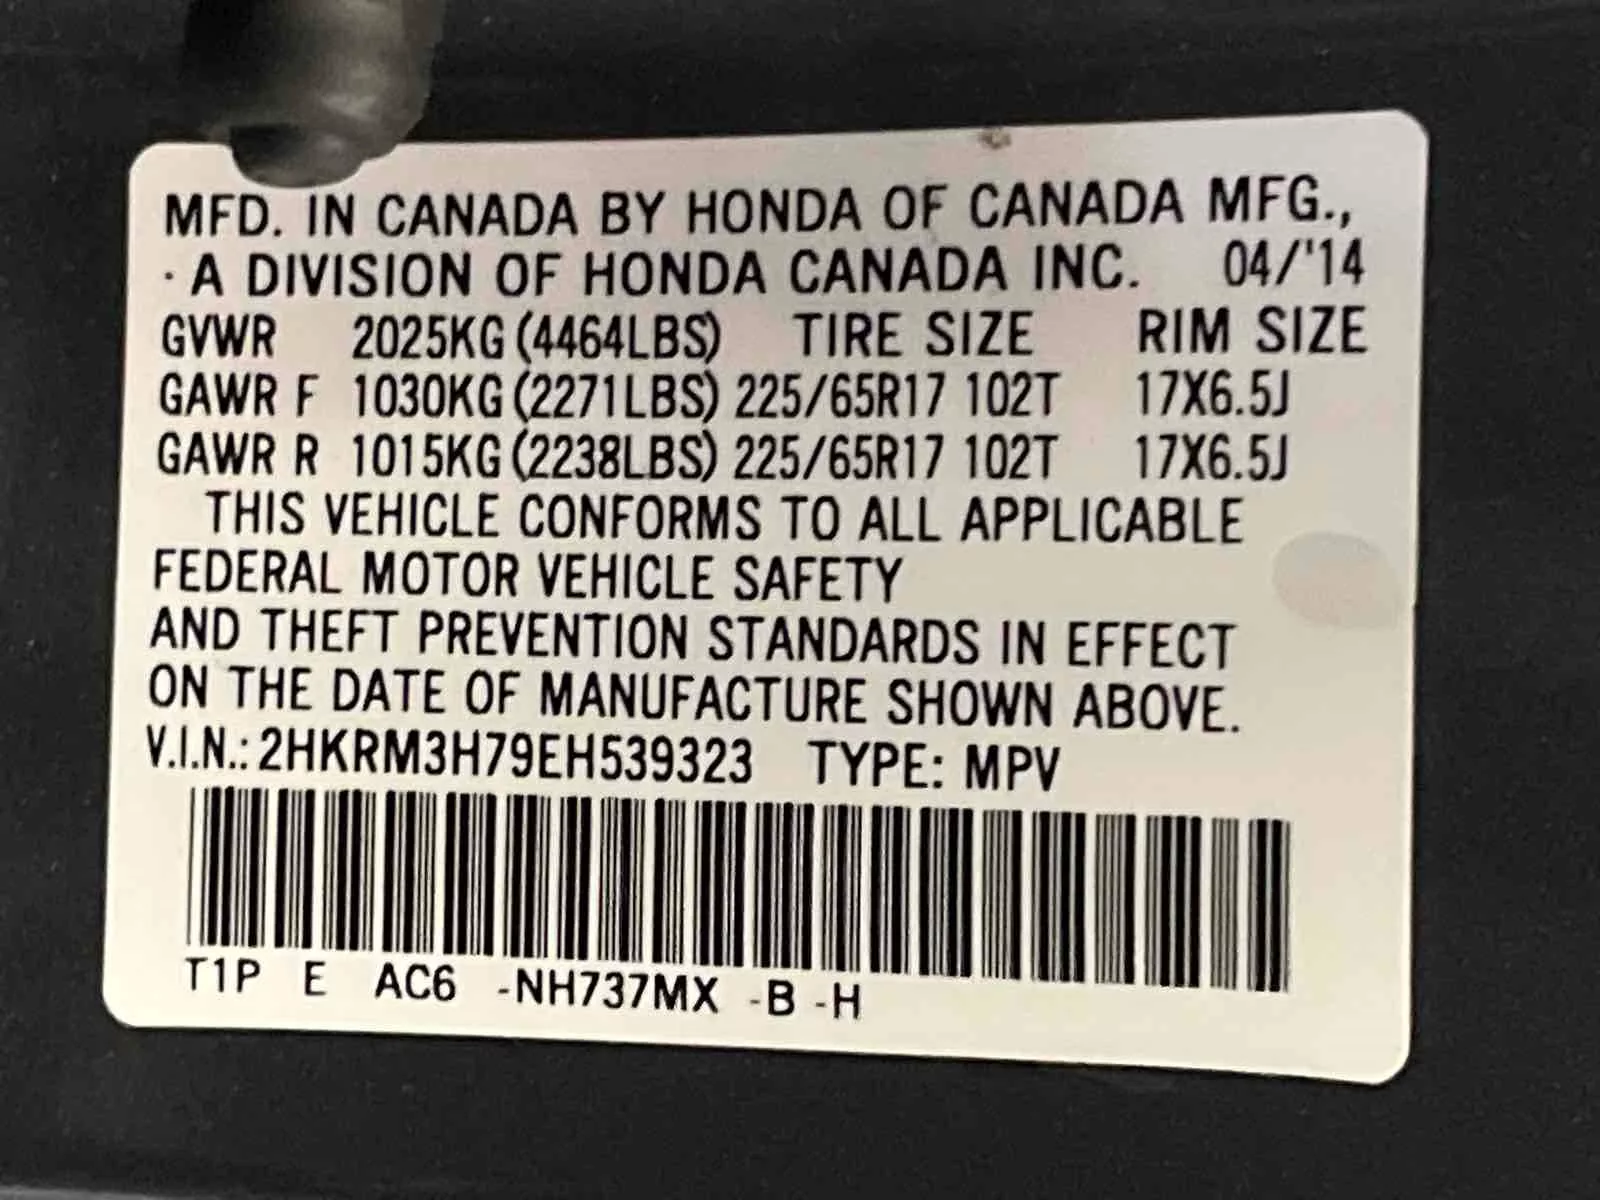 MFD. IN CANADA BY HONDA OF CANADA MFG.,
· A DIVISION OF HONDA CANADA INC. 04/'14
GVWR 2025KG (4464LBS) TIRE SIZE RIM SIZE
GAWR F 1030KG (2271LBS) 225/65R17 102T 17X6.5J
GAWR R 1015KG (2238LBS) 225/65R17 102T 17X6.5J
THIS VEHICLE CONFORMS TO ALL APPLICABLE
FEDERAL MOTOR VEHICLE SAFETY
AND THEFT PREVENTION STANDARDS IN EFFECT
ON THE DATE OF MANUFACTURE SHOWN ABOVE.
V.I.N.: 2HKRM3H79EH539323 TYPE: MPV
T1P E AC6 -NH737MX -B -H